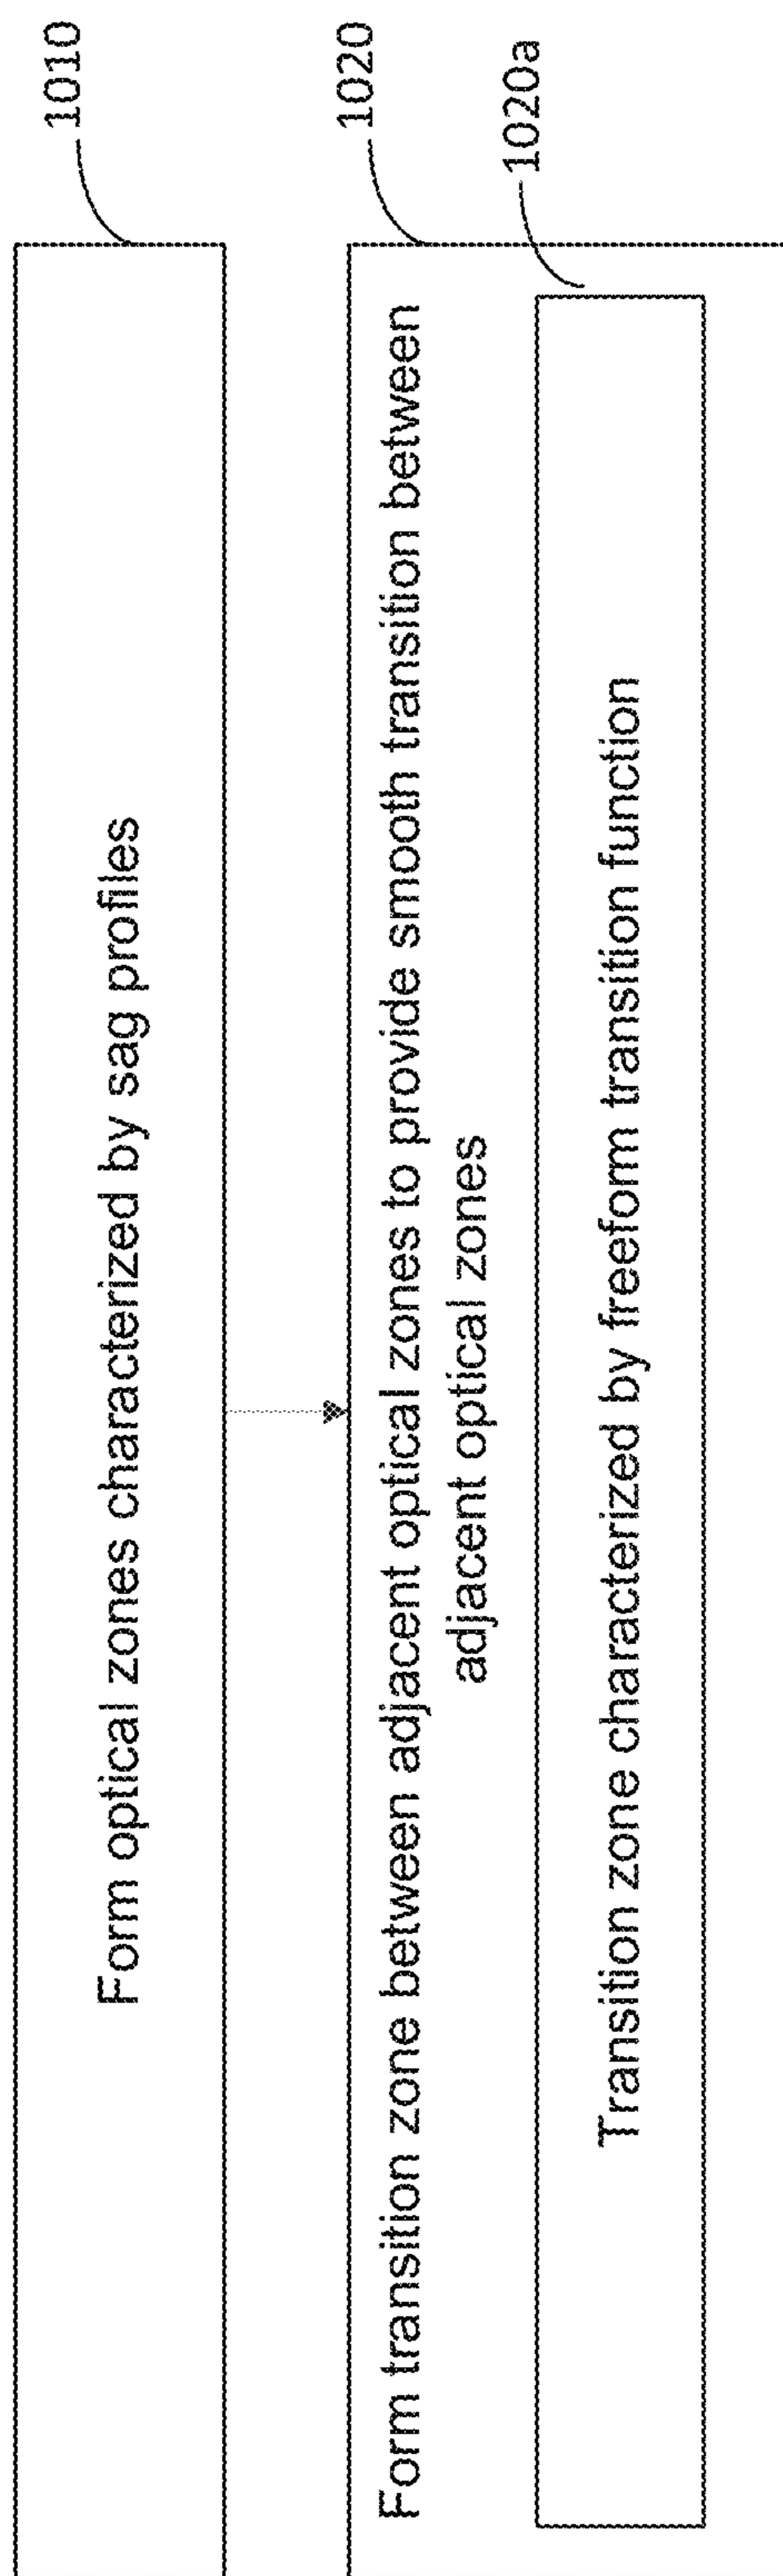 Form optical zones characterized by sag profiles
1010
Form transition zone between adjacent optical zones to provide smooth transition between
adjacent optical zones
1020
Transition zone characterized by freeform transition function
1020a